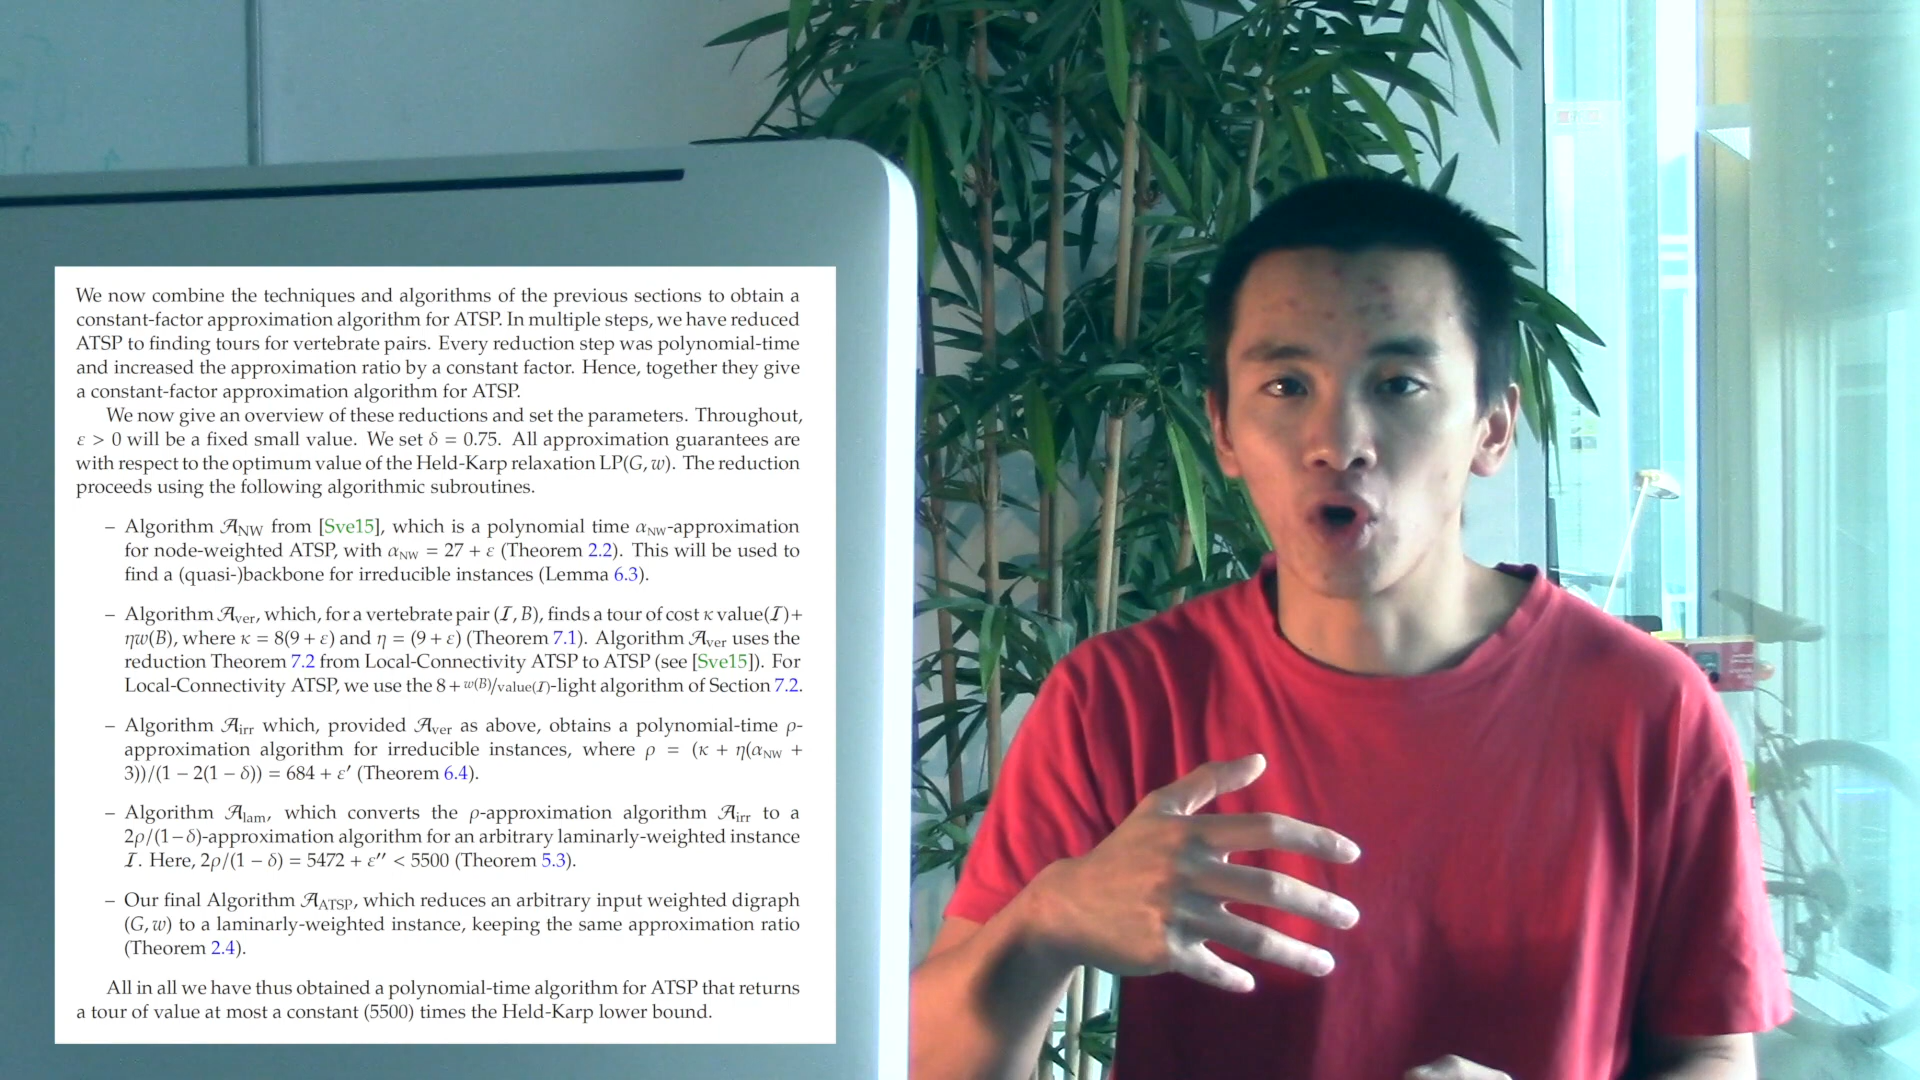 We now combine the techniques and algorithms of the previous sections to obtain a
constant-factor approximation algorithm for ATSP. In multiple steps, we have reduced
ATSP to finding tours for vertebrate pairs. Every reduction step was polynomial-time
and increased the approximation ratio by a constant factor. Hence, together they give
a constant-factor approximation algorithm for ATSP.
We now give an overview of these reductions and set the parameters. Throughout,
ε > 0 will be a fixed small value. We set δ = 0.75. All approximation guarantees are
with respect to the optimum value of the Held-Karp relaxation LP(G, w). The reduction
proceeds using the following algorithmic subroutines.
– Algorithm 𝒜NW from [Sve15], which is a polynomial time αNW-approximation
for node-weighted ATSP, with αNW = 27 + ε (Theorem 2.2). This will be used to
find a (quasi-)backbone for irreducible instances (Lemma 6.3).
– Algorithm 𝒜ver, which, for a vertebrate pair (ℐ, B), finds a tour of cost κ value(ℐ)+
ηw(B), where κ = 8(9 + ε) and η = (9 + ε) (Theorem 7.1). Algorithm 𝒜ver uses the
reduction Theorem 7.2 from Local-Connectivity ATSP to ATSP (see [Sve15]). For
Local-Connectivity ATSP, we use the 8+w(B)/value(ℐ)-light algorithm of Section 7.2.
– Algorithm 𝒜irr which, provided 𝒜ver as above, obtains a polynomial-time ρ-
approximation algorithm for irreducible instances, where ρ = (κ + η(αNW +
3))/(1 − 2(1 − δ)) = 684 + ε′ (Theorem 6.4).
– Algorithm 𝒜lam, which converts the ρ-approximation algorithm 𝒜irr to a
2ρ/(1−δ)-approximation algorithm for an arbitrary laminarly-weighted instance
ℐ. Here, 2ρ/(1 − δ) = 5472 + ε″ < 5500 (Theorem 5.3).
– Our final Algorithm 𝒜ATSP, which reduces an arbitrary input weighted digraph
(G, w) to a laminarly-weighted instance, keeping the same approximation ratio
(Theorem 2.4).
All in all we have thus obtained a polynomial-time algorithm for ATSP that returns
a tour of value at most a constant (5500) times the Held-Karp lower bound.